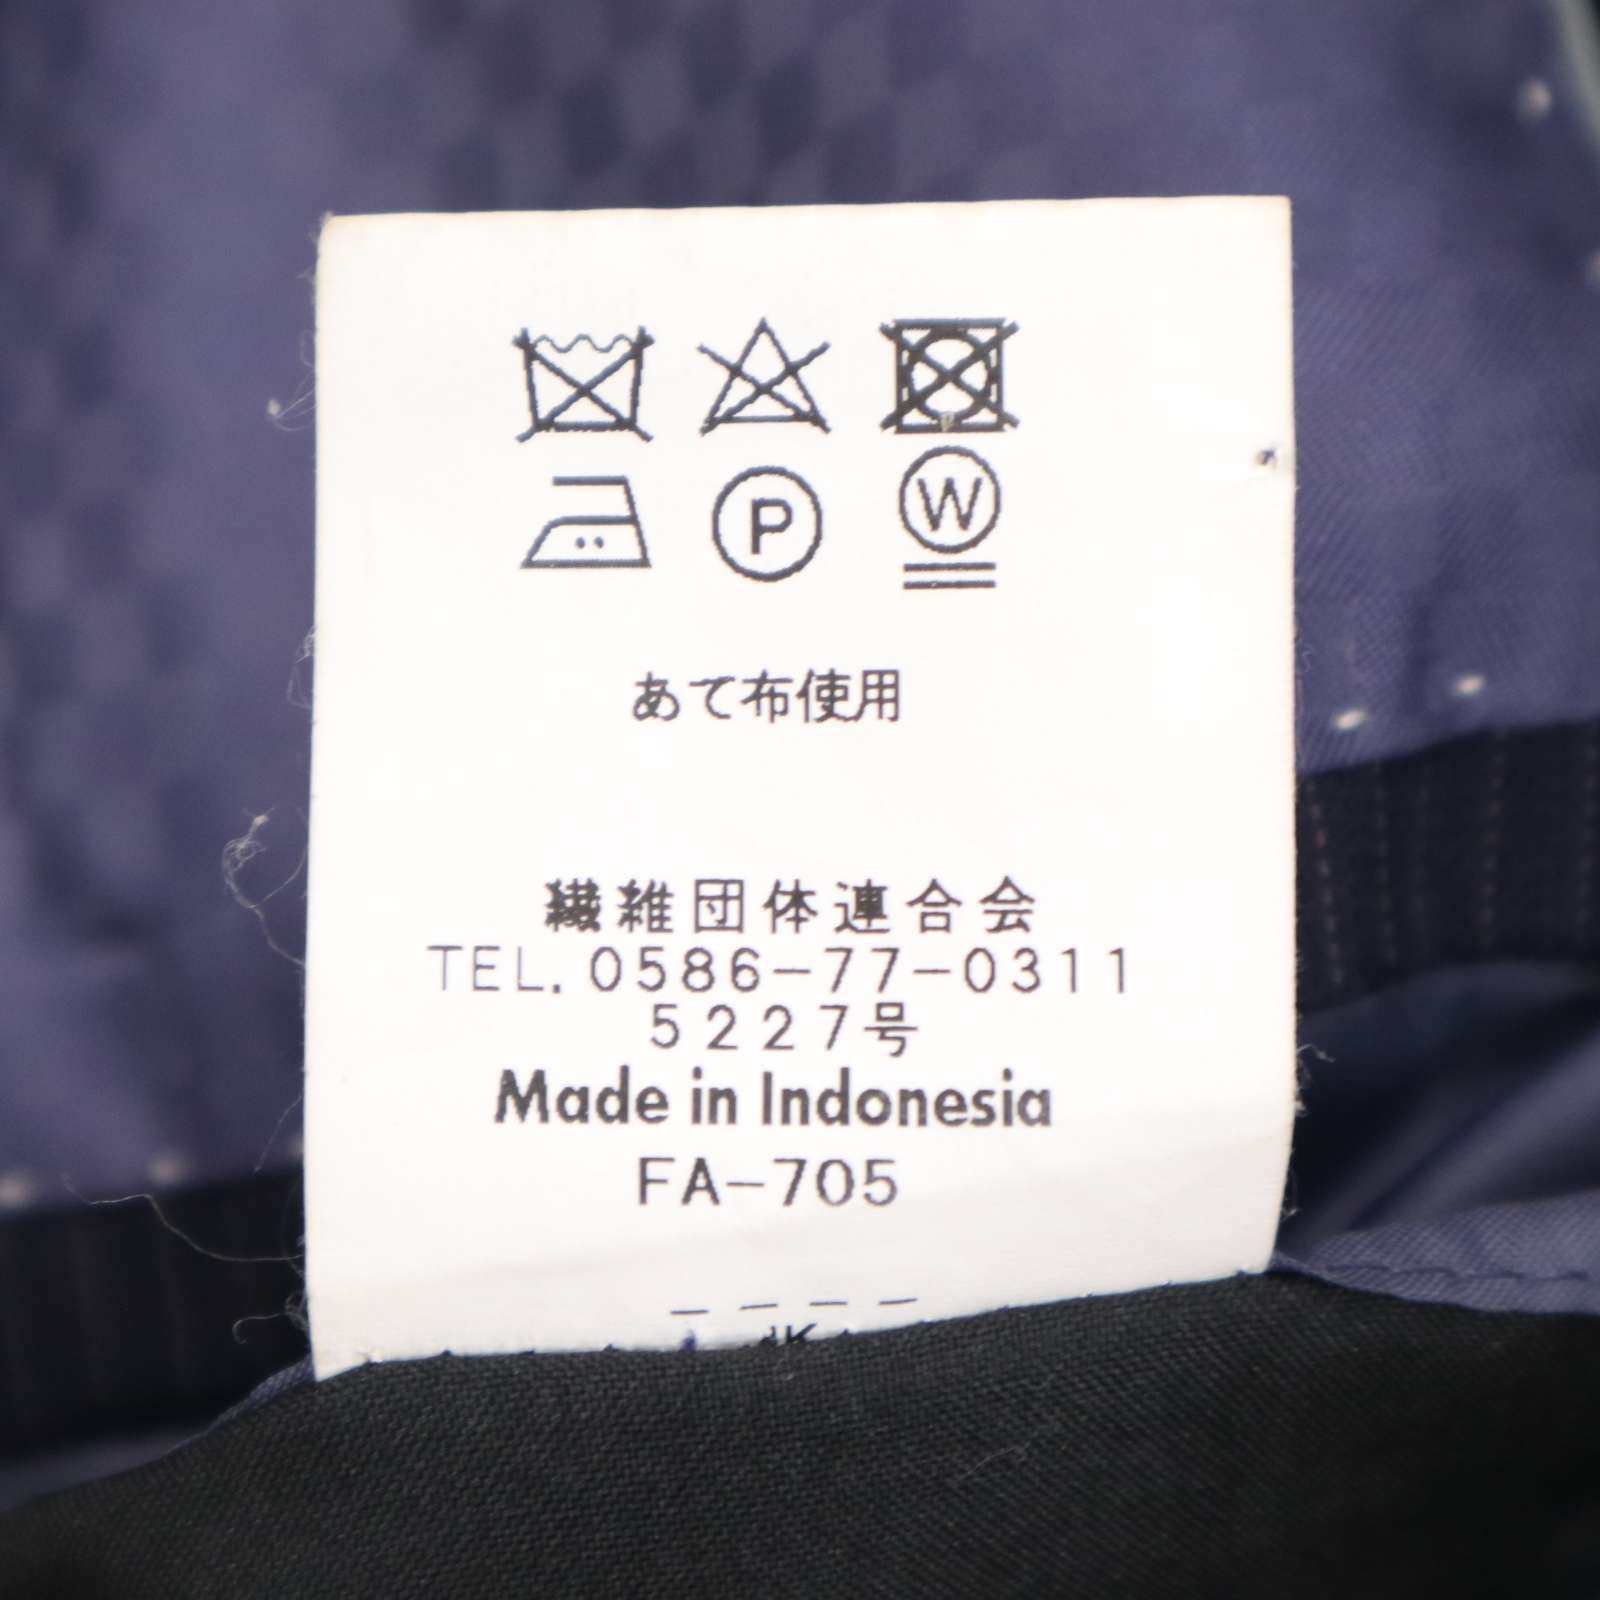 P
W
あて布使用
繊維団体連合会
TEL.0586-77-0311
5227号
Made in Indonesia
FA-705